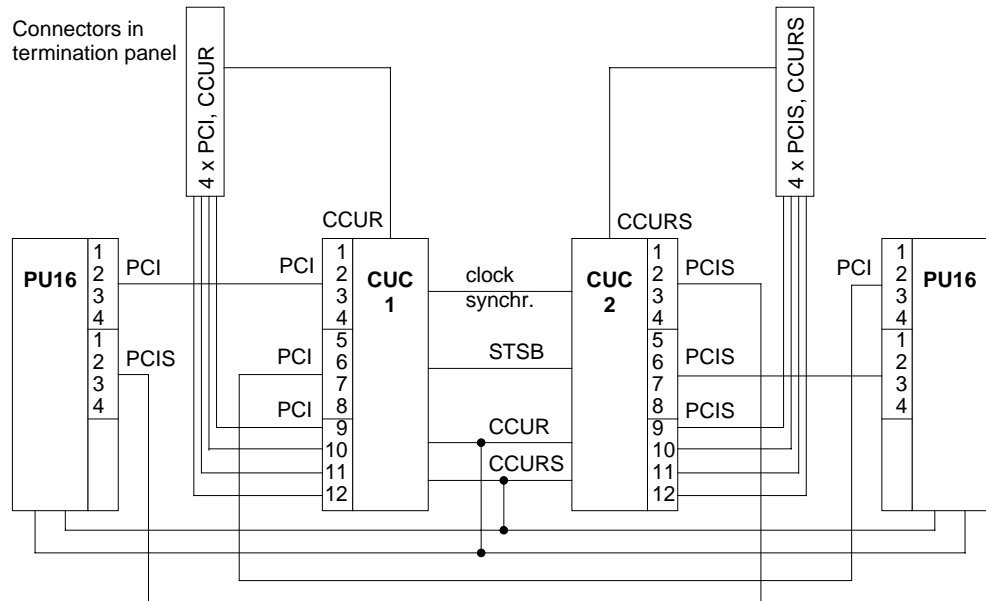 Connectors in
termination panel
4 x PCI, CCUR
4 x PCIS, CCURS
CCUR
CCURS
PU16
1
2
3
4
1
2
3
4
PCI
PCIS
PCI
PCI
PCI
1
2
3
4
5
6
7
8
9
10
11
12
CUC
1
clock
synchr.
STSB
CCUR
CCURS
CUC
2
1
2
3
4
5
6
7
8
9
10
11
12
PCIS
PCIS
PCIS
PCI
1
2
3
4
1
2
3
4
PU16